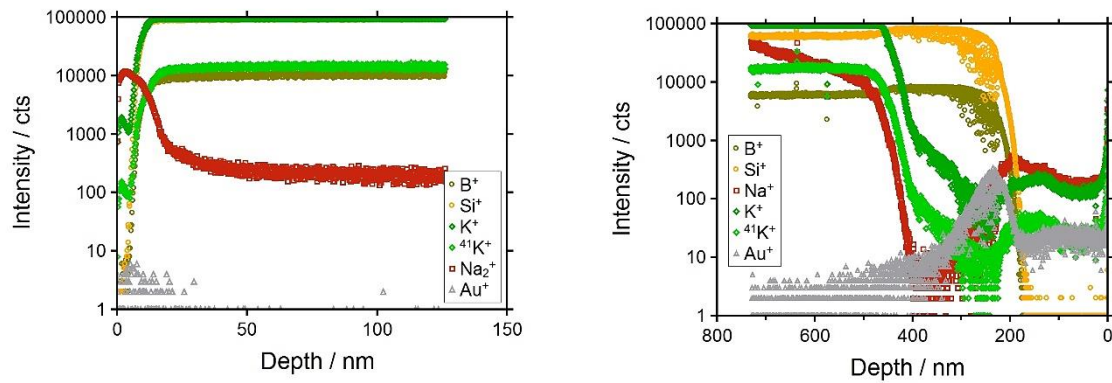 100000
10000
1000
100
10
1
Intensity / cts
0
50
100
150
Depth / nm
B⁺
Si⁺
K⁺
⁴¹K⁺
Na₂⁺
Au⁺
100000
10000
1000
100
10
1
Intensity / cts
800
600
400
200
0
Depth / nm
B⁺
Si⁺
Na⁺
K⁺
⁴¹K⁺
Au⁺